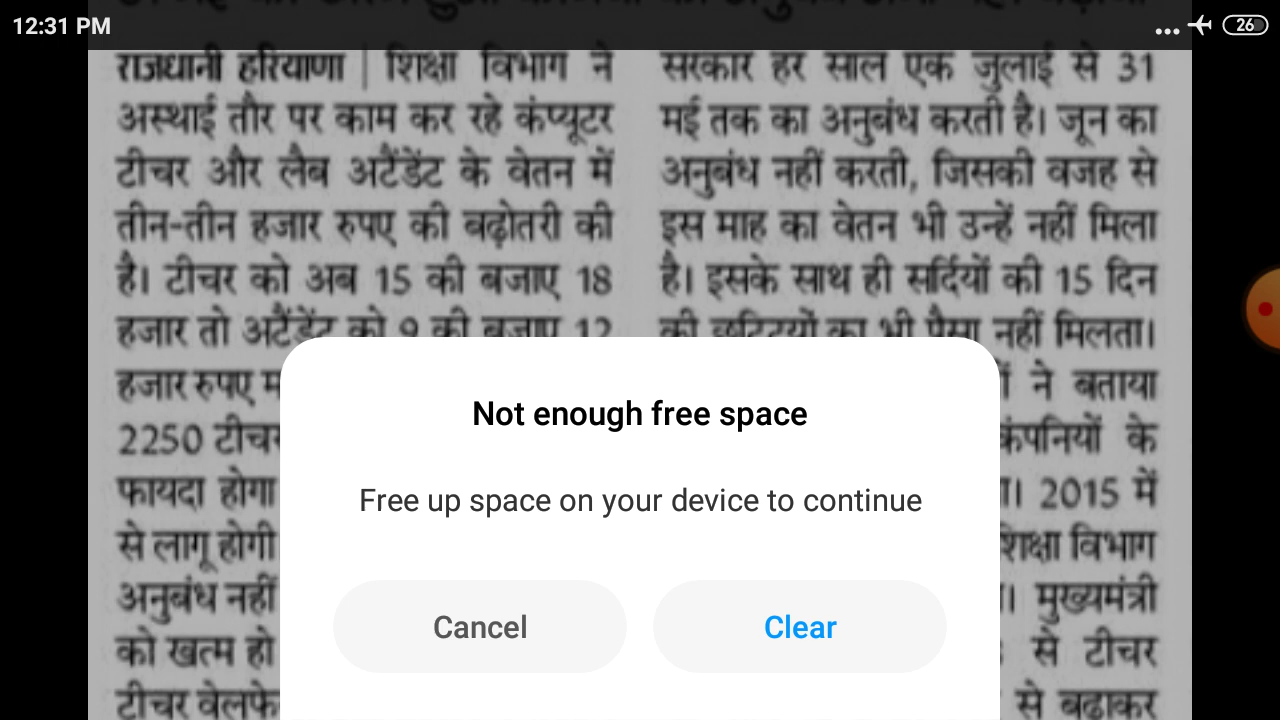 12:31 PM
26
राजधानी हरियाणा | शिक्षा विभाग ने
अस्थाई तौर पर काम कर रहे कंप्यूटर
टीचर और लैब अटैंडेंट के वेतन में
तीन-तीन हजार रुपए की बढ़ोतरी की
है। टीचर को अब 15 की बजाए 18
हजार तो अटैंडेंट को 9 की बजाए 12
हजार रुपए
2250 टीचर
फायदा होगा
से लागू होगी
अनुबंध नहीं
को खत्म हो
टीचर वेलफे
सरकार हर साल एक जुलाई से 31
मई तक का अनुबंध करती है। जून का
अनुबंध नहीं करती, जिसकी वजह से
इस माह का वेतन भी उन्हें नहीं मिला
है। इसके साथ ही सर्दियों की 15 दिन
की छुट्टियों का भी पैसा नहीं मिलता।
ने बताया
कंपनियों के
2015 में
शिक्षा विभाग
मुख्यमंत्री
से टीचर
से बढ़ाकर
Not enough free space
Free up space on your device to continue
Cancel
Clear